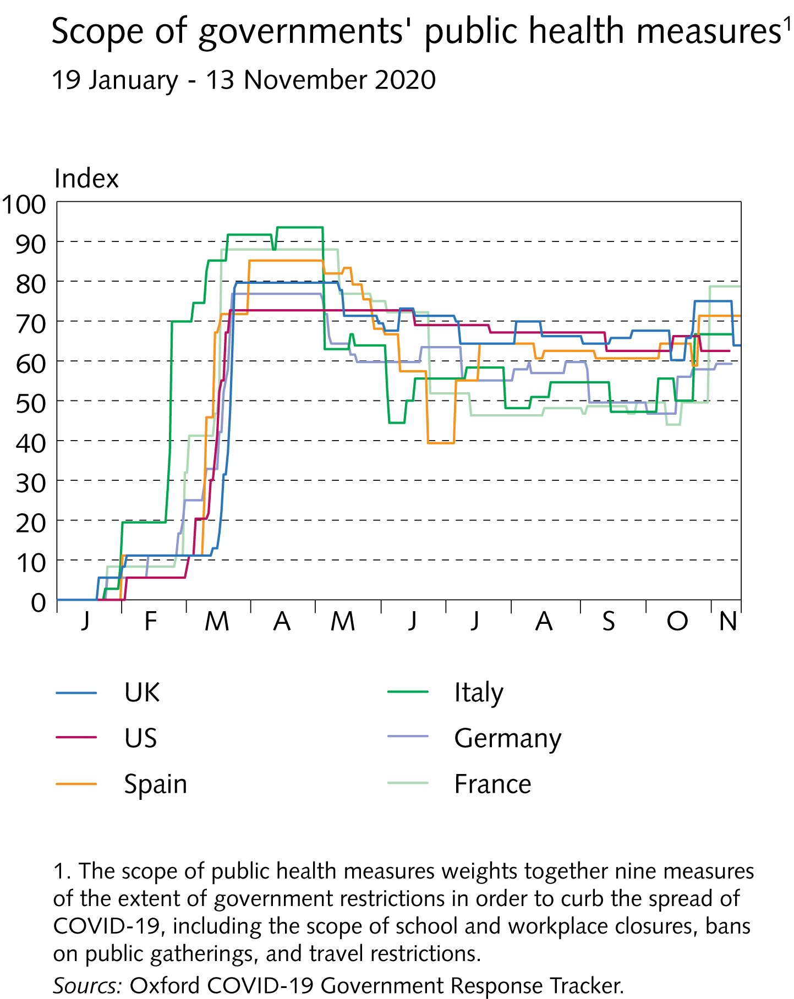 Scope of governments' public health measures¹
19 January - 13 November 2020
Index
100
90
80
70
60
50
40
30
20
10
0
J F M A M J J A S O N
UK Italy
US Germany
Spain France
1. The scope of public health measures weights together nine measures
of the extent of government restrictions in order to curb the spread of
COVID-19, including the scope of school and workplace closures, bans
on public gatherings, and travel restrictions.
Sourcs: Oxford COVID-19 Government Response Tracker.